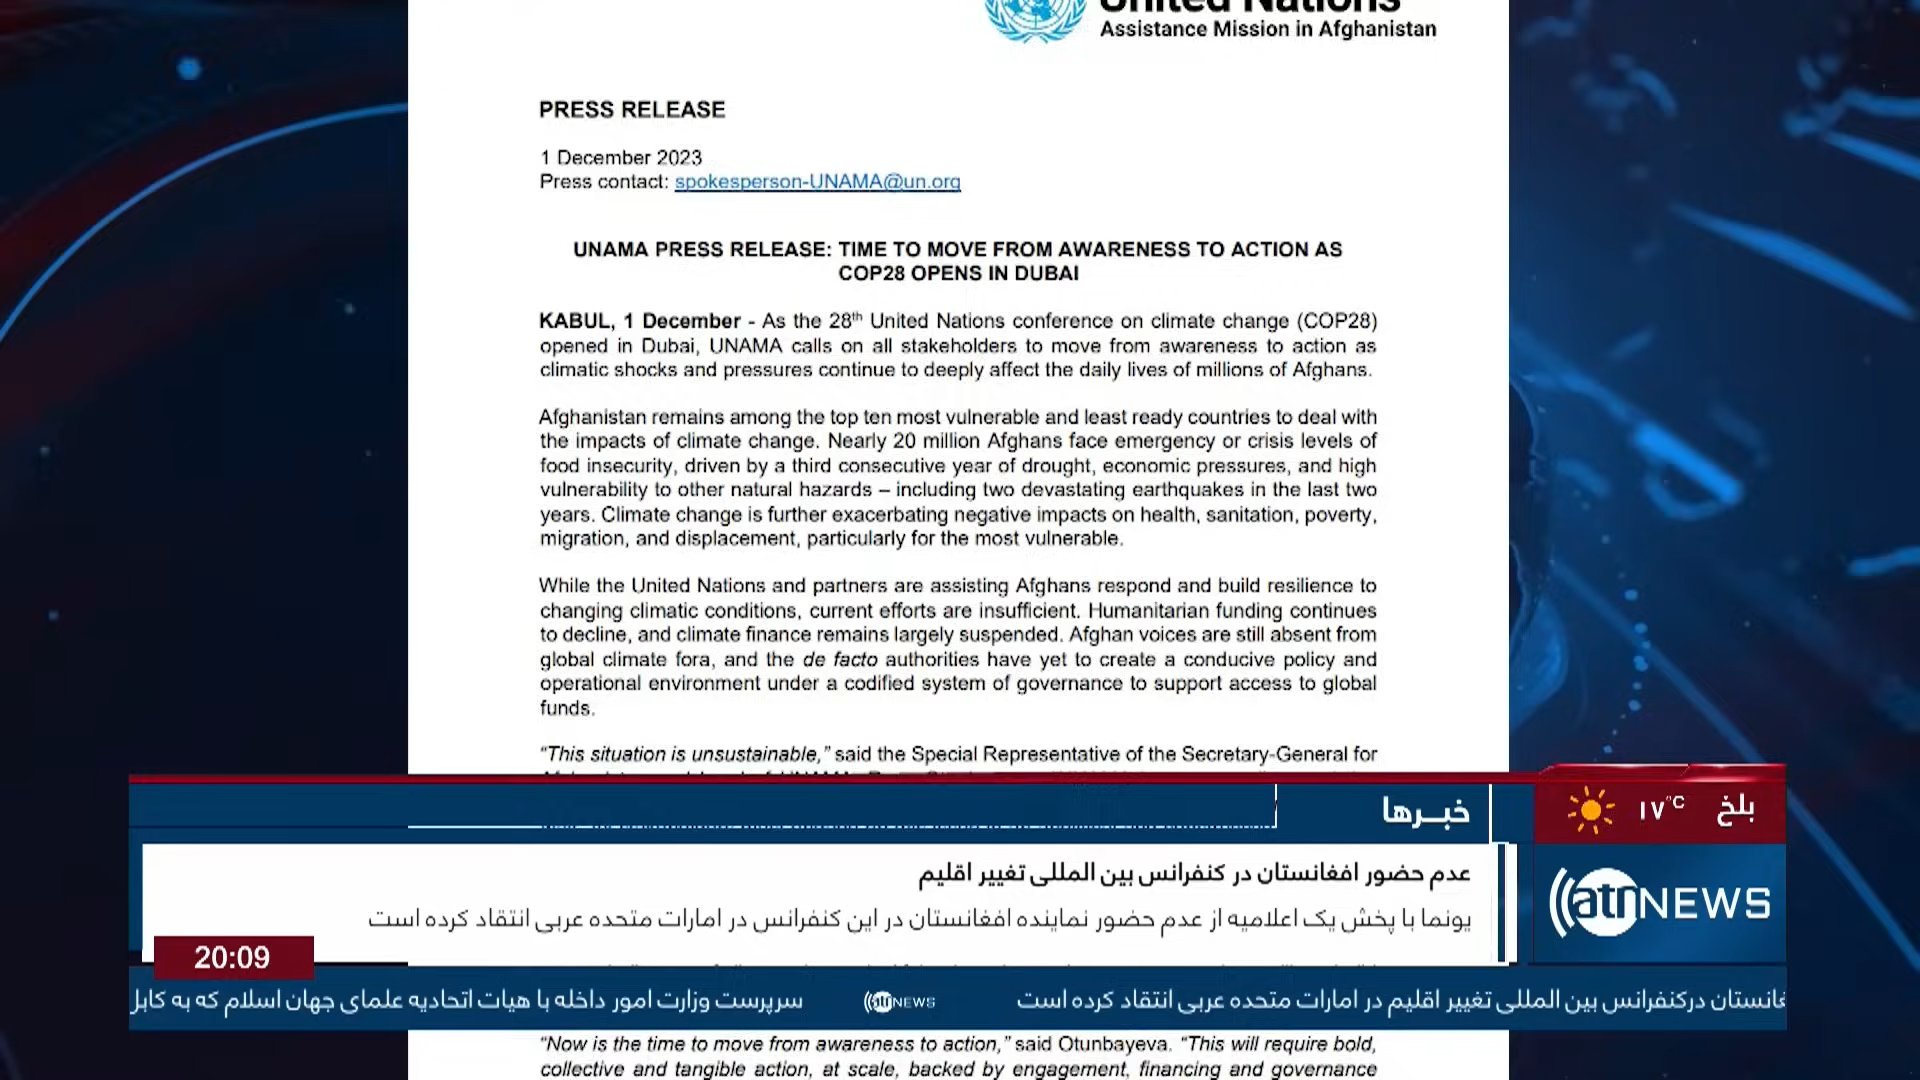 United Nations
Assistance Mission in Afghanistan
PRESS RELEASE
1 December 2023
Press contact: spokesperson-UNAMA@un.org
UNAMA PRESS RELEASE: TIME TO MOVE FROM AWARENESS TO ACTION AS
COP28 OPENS IN DUBAI
KABUL, 1 December - As the 28th United Nations conference on climate change (COP28)
opened in Dubai, UNAMA calls on all stakeholders to move from awareness to action as
climatic shocks and pressures continue to deeply affect the daily lives of millions of Afghans.
Afghanistan remains among the top ten most vulnerable and least ready countries to deal with
the impacts of climate change. Nearly 20 million Afghans face emergency or crisis levels of
food insecurity, driven by a third consecutive year of drought, economic pressures, and high
vulnerability to other natural hazards – including two devastating earthquakes in the last two
years. Climate change is further exacerbating negative impacts on health, sanitation, poverty,
migration, and displacement, particularly for the most vulnerable.
While the United Nations and partners are assisting Afghans respond and build resilience to
changing climatic conditions, current efforts are insufficient. Humanitarian funding continues
to decline, and climate finance remains largely suspended. Afghan voices are still absent from
global climate fora, and the de facto authorities have yet to create a conducive policy and
operational environment under a codified system of governance to support access to global
funds.
“This situation is unsustainable,” said the Special Representative of the Secretary-General for
خبرها
بلخ ۱۷°C
عدم حضور افغانستان در کنفرانس بین المللی تغییر اقلیم
یونما با پخش یک اعلامیه از عدم حضور نماینده افغانستان در این کنفرانس در امارات متحده عربی انتقاد کرده است
atn NEWS
20:09
غانستان درکنفرانس بین المللی تغییر اقلیم در امارات متحده عربی انتقاد کرده است atn NEWS سرپرست وزارت امور داخله با هیات اتحادیه علمای جهان اسلام که به کابل
“Now is the time to move from awareness to action,” said Otunbayeva. “This will require bold,
collective and tangible action, at scale, backed by engagement, financing and governance